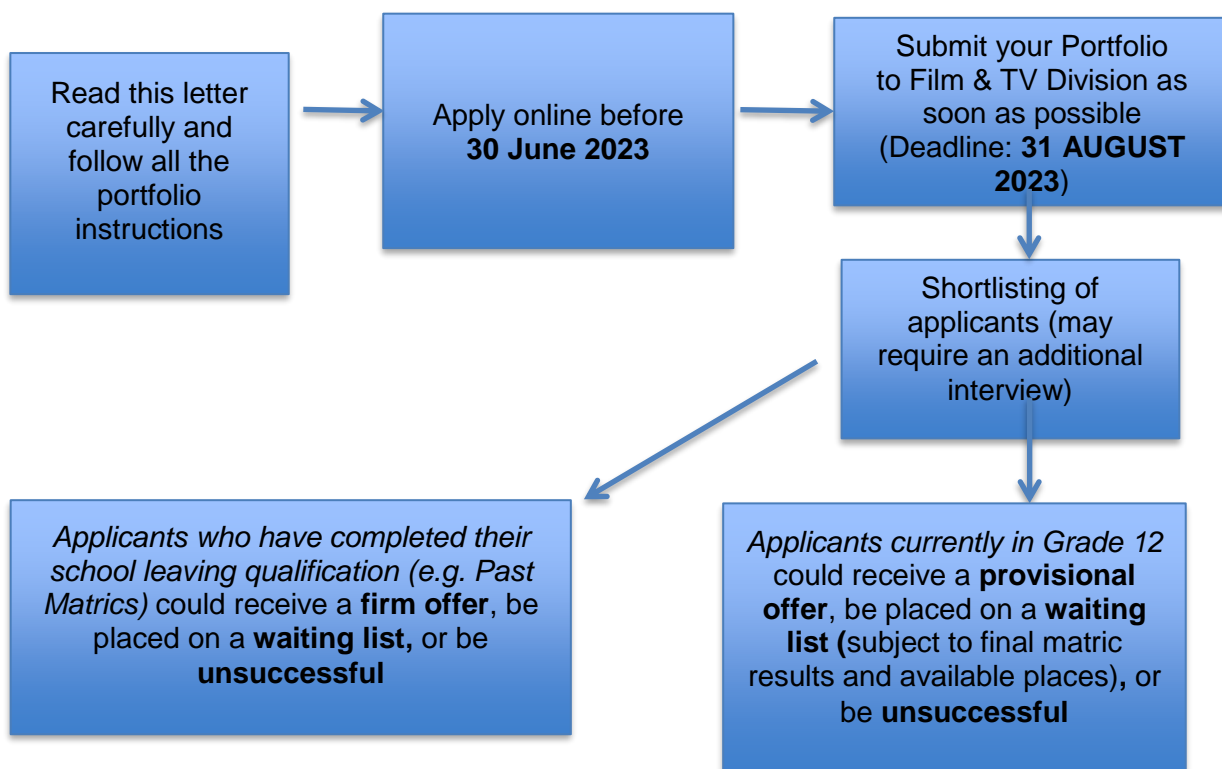 Read this letter
carefully and
follow all the
portfolio
instructions
Apply online before
30 June 2023
Submit your Portfolio
to Film & TV Division as
soon as possible
(Deadline: 31 AUGUST
2023)
Shortlisting of
applicants (may
require an additional
interview)
Applicants who have completed their
school leaving qualification (e.g. Past
Matrics) could receive a firm offer, be
placed on a waiting list, or be
unsuccessful
Applicants currently in Grade 12
could receive a provisional
offer, be placed on a waiting
list (subject to final matric
results and available places), or
be unsuccessful